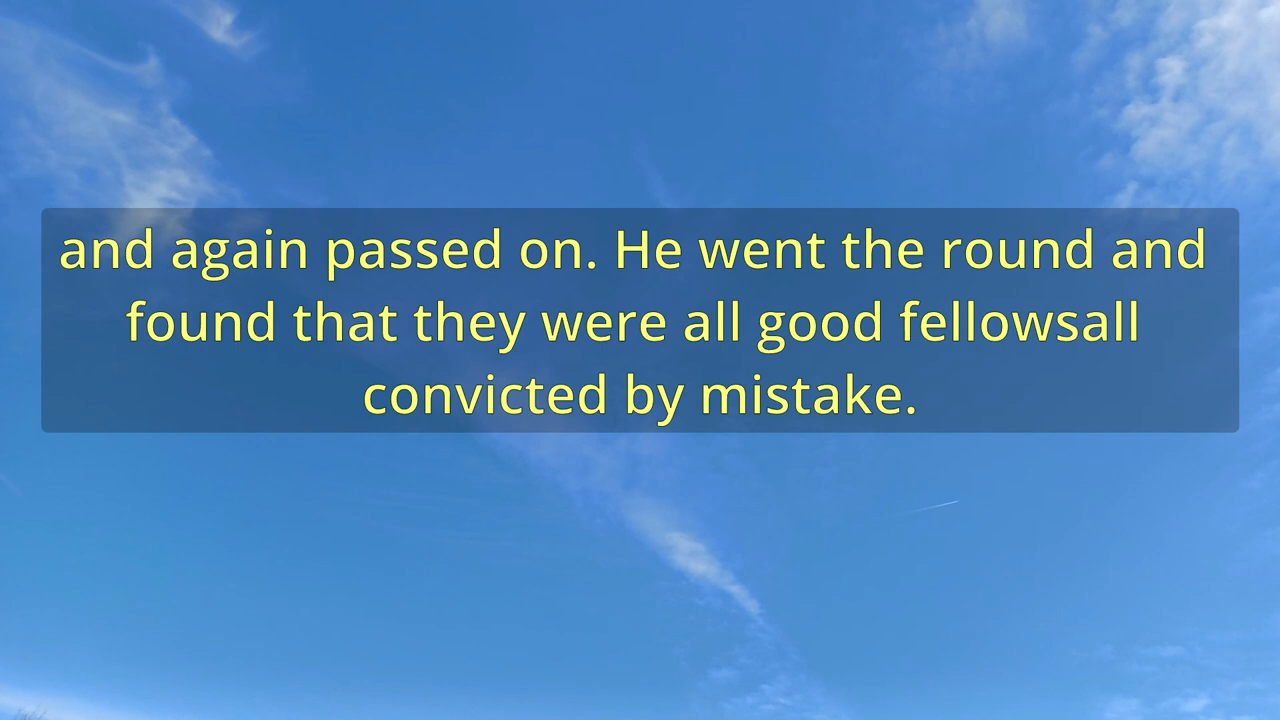 and again passed on. He went the round and
found that they were all good fellowsall
convicted by mistake.